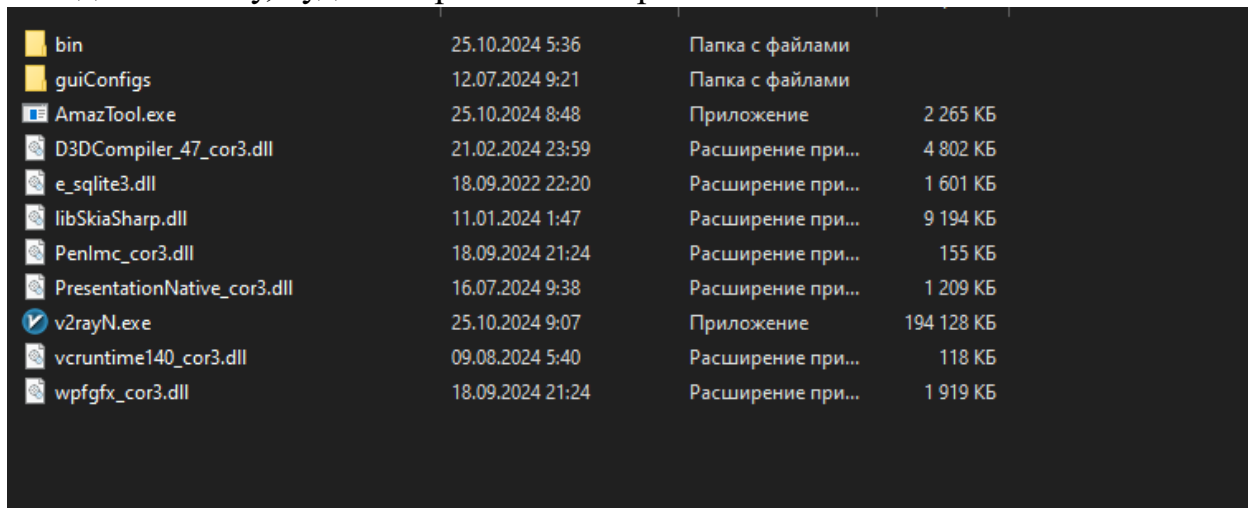 bin 25.10.2024 5:36 Папка с файлами
guiConfigs 12.07.2024 9:21 Папка с файлами
AmazTool.exe 25.10.2024 8:48 Приложение 2 265 КБ
D3DCompiler_47_cor3.dll 21.02.2024 23:59 Расширение при... 4 802 КБ
e_sqlite3.dll 18.09.2022 22:20 Расширение при... 1 601 КБ
libSkiaSharp.dll 11.01.2024 1:47 Расширение при... 9 194 КБ
PenImc_cor3.dll 18.09.2024 21:24 Расширение при... 155 КБ
PresentationNative_cor3.dll 16.07.2024 9:38 Расширение при... 1 209 КБ
v2rayN.exe 25.10.2024 9:07 Приложение 194 128 КБ
vcruntime140_cor3.dll 09.08.2024 5:40 Расширение при... 118 КБ
wpfgfx_cor3.dll 18.09.2024 21:24 Расширение при... 1 919 КБ